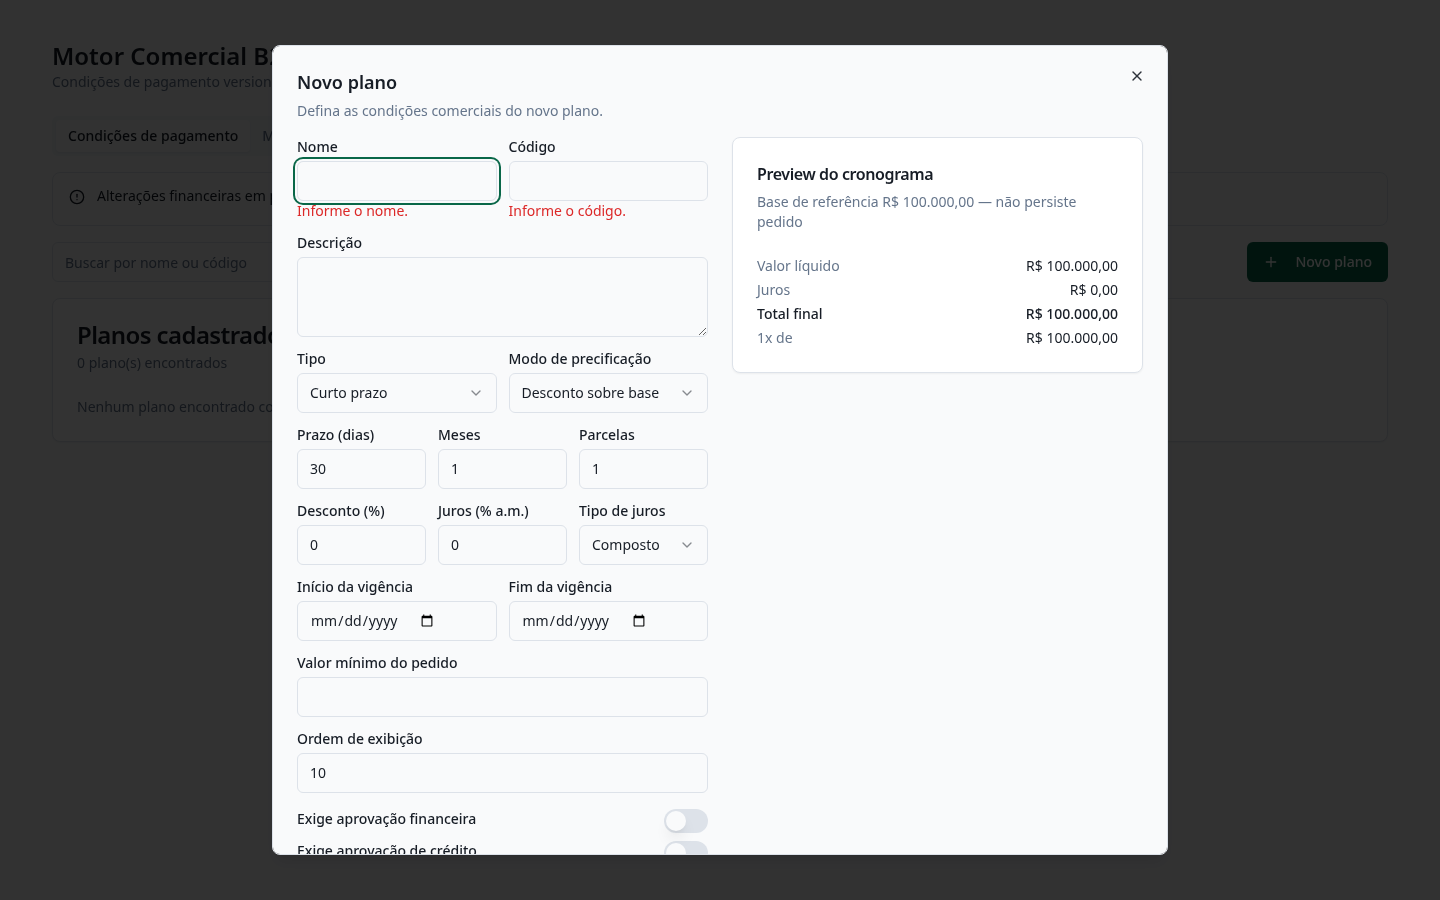 Motor Comercial B
Condições de pagamento version
Condições de pagamento
M
Alterações financeiras em
Buscar por nome ou código
Novo plano
Planos cadastrado
0 plano(s) encontrados
Nenhum plano encontrado co
Novo plano
Defina as condições comerciais do novo plano.
Nome
Código
Informe o nome.
Informe o código.
Descrição
Tipo
Modo de precificação
Curto prazo
Desconto sobre base
Prazo (dias)
Meses
Parcelas
30
1
1
Desconto (%)
Juros (% a.m.)
Tipo de juros
0
0
Composto
Início da vigência
Fim da vigência
mm/dd/yyyy
mm/dd/yyyy
Valor mínimo do pedido
Ordem de exibição
10
Exige aprovação financeira
Exige aprovação de crédito
Preview do cronograma
Base de referência R$ 100.000,00 — não persiste
pedido
Valor líquido
R$ 100.000,00
Juros
R$ 0,00
Total final
R$ 100.000,00
1x de
R$ 100.000,00